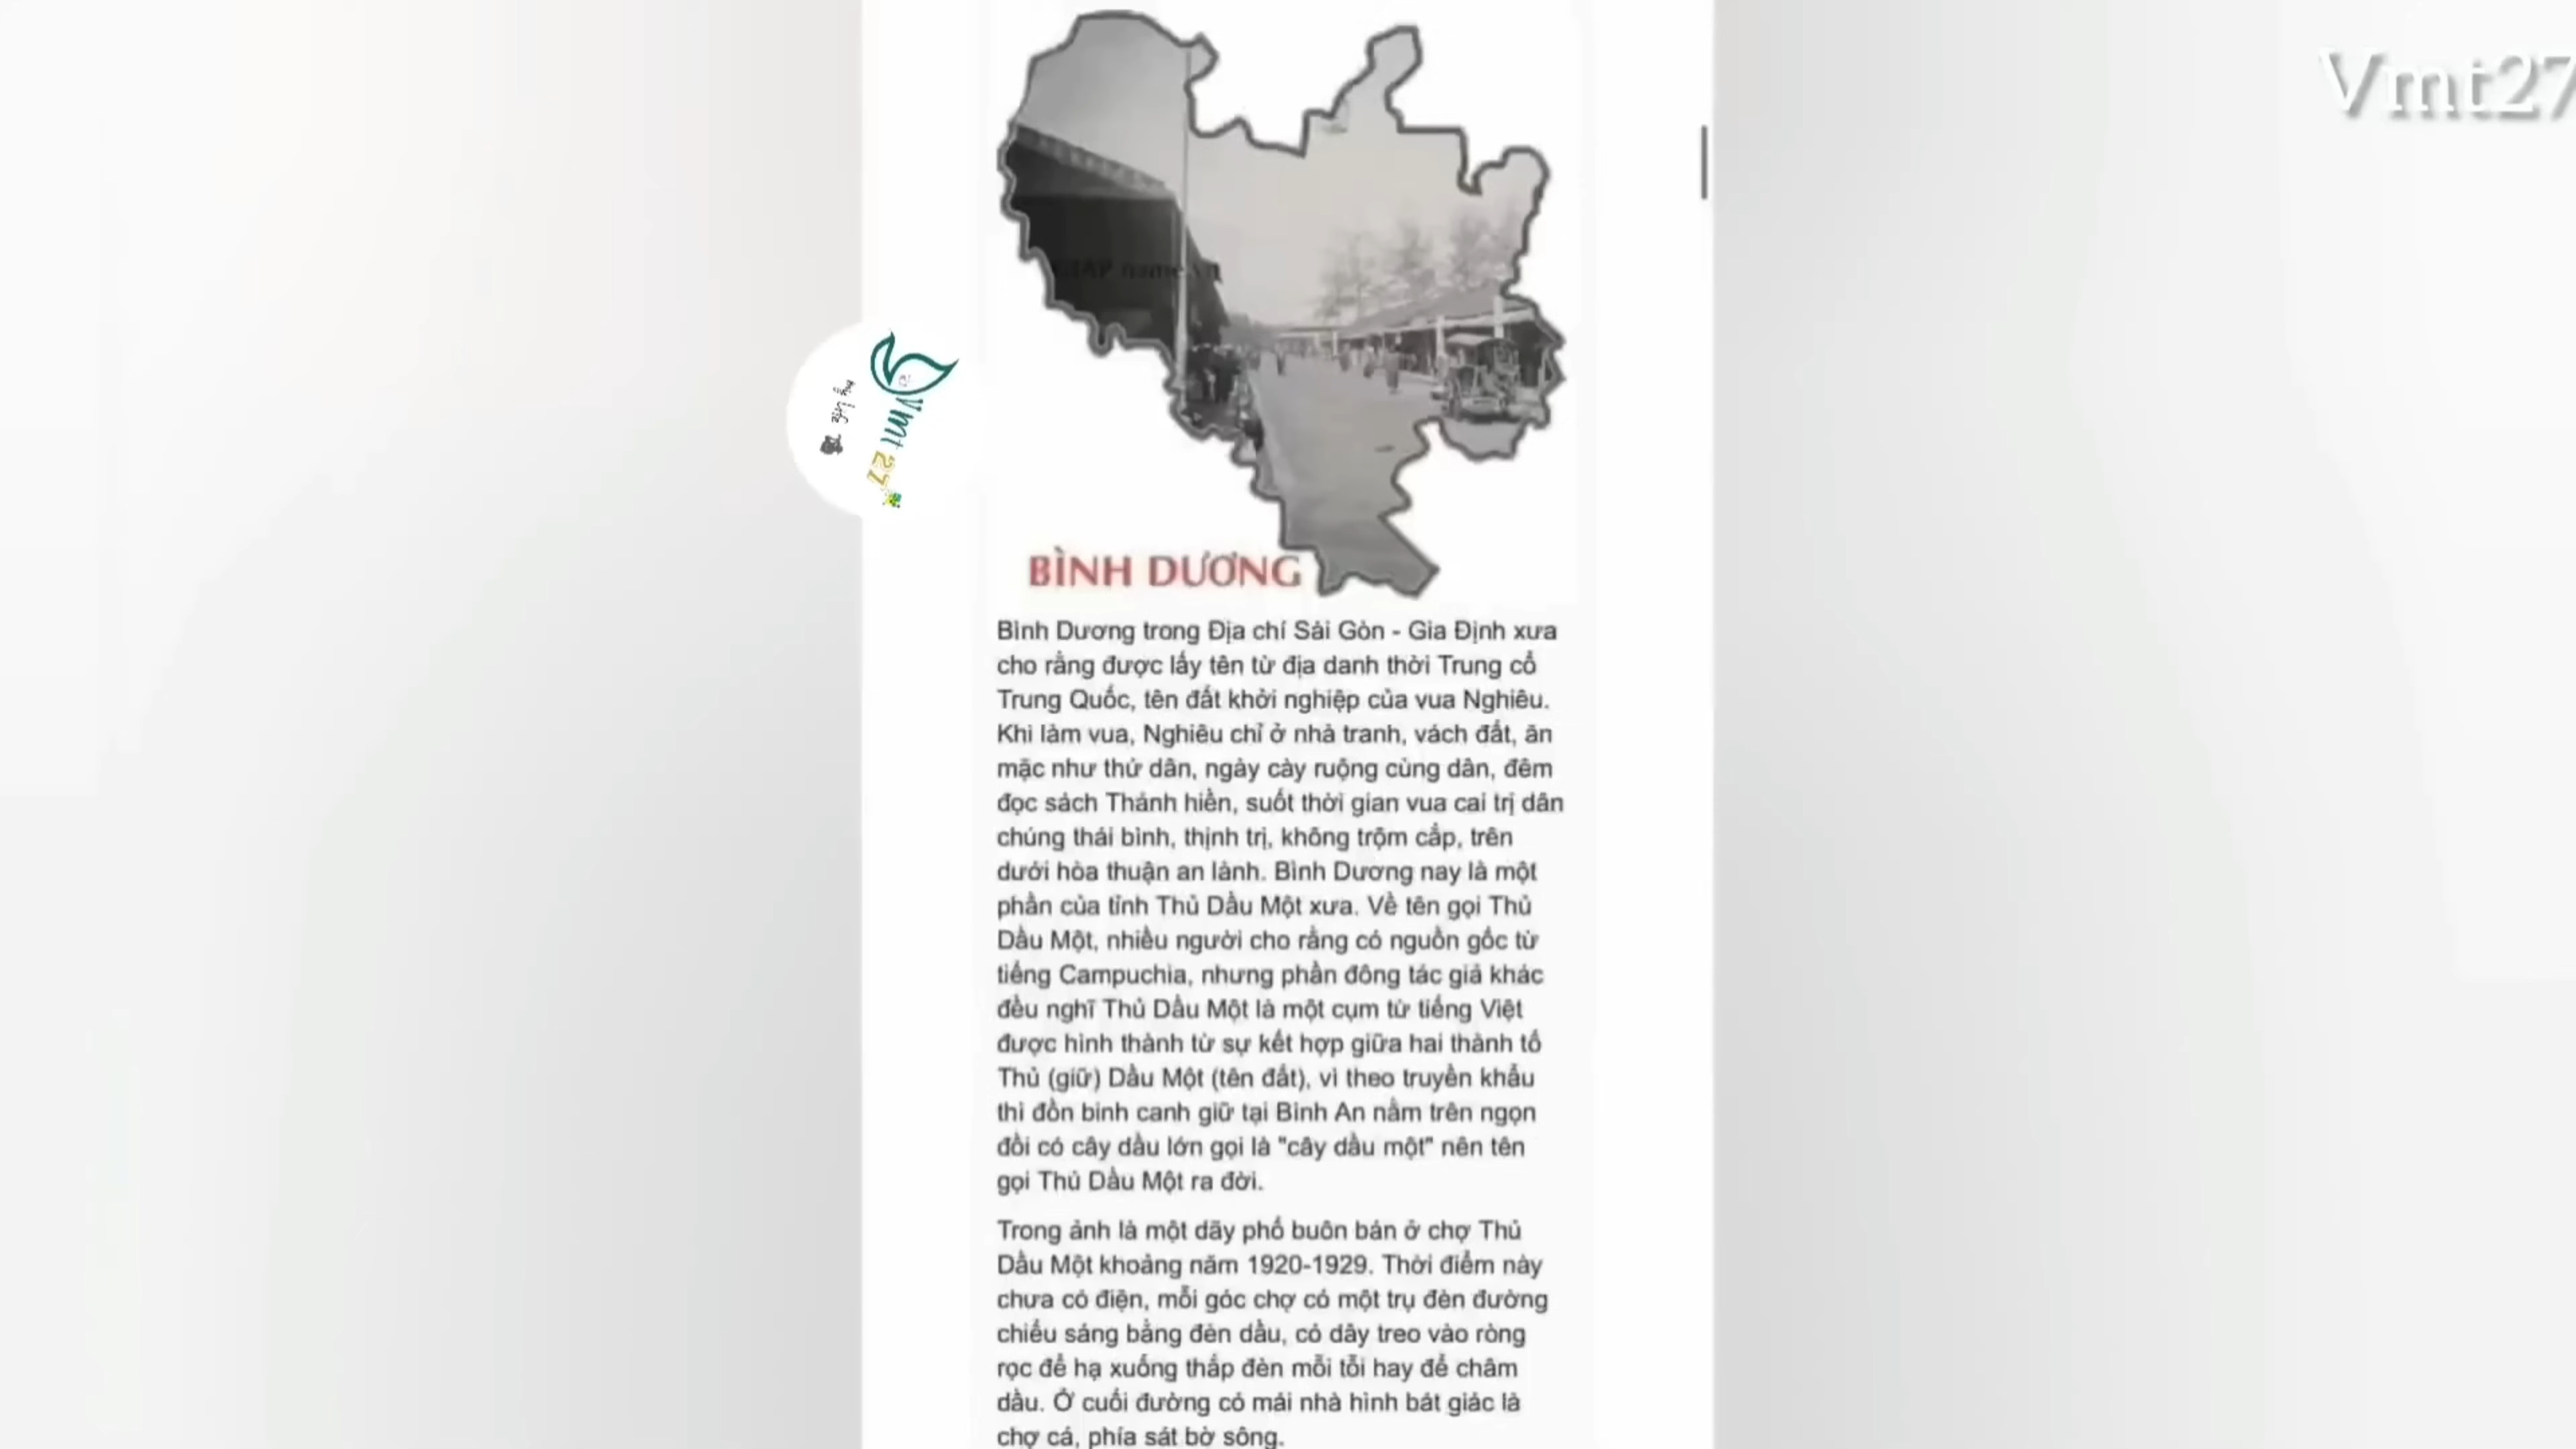 Vmt27
my life
Vmt 27
BÌNH DƯƠNG
Bình Dương trong Địa chí Sài Gòn - Gia Định xưa
cho rằng được lấy tên từ địa danh thời Trung cổ
Trung Quốc, tên đất khởi nghiệp của vua Nghiêu.
Khi làm vua, Nghiêu chỉ ở nhà tranh, vách đất, ăn
mặc như thứ dân, ngày cày ruộng cùng dân, đêm
đọc sách Thánh hiền, suốt thời gian vua cai trị dân
chúng thái bình, thịnh trị, không trộm cắp, trên
dưới hòa thuận an lành. Bình Dương nay là một
phần của tỉnh Thủ Dầu Một xưa. Về tên gọi Thủ
Dầu Một, nhiều người cho rằng có nguồn gốc từ
tiếng Campuchia, nhưng phần đông tác giả khác
đều nghĩ Thủ Dầu Một là một cụm từ tiếng Việt
được hình thành từ sự kết hợp giữa hai thành tố
Thủ (giữ) Dầu Một (tên đất), vì theo truyền khẩu
thì đồn binh canh giữ tại Bình An nằm trên ngọn
đồi có cây dầu lớn gọi là "cây dầu một" nên tên
gọi Thủ Dầu Một ra đời.
Trong ảnh là một dãy phố buôn bán ở chợ Thủ
Dầu Một khoảng năm 1920-1929. Thời điểm này
chưa có điện, mỗi góc chợ có một trụ đèn đường
chiếu sáng bằng đèn dầu, có dây treo vào ròng
rọc để hạ xuống thắp đèn mỗi tối hay để châm
dầu. Ở cuối đường có mái nhà hình bát giác là
chợ cá, phía sát bờ sông.